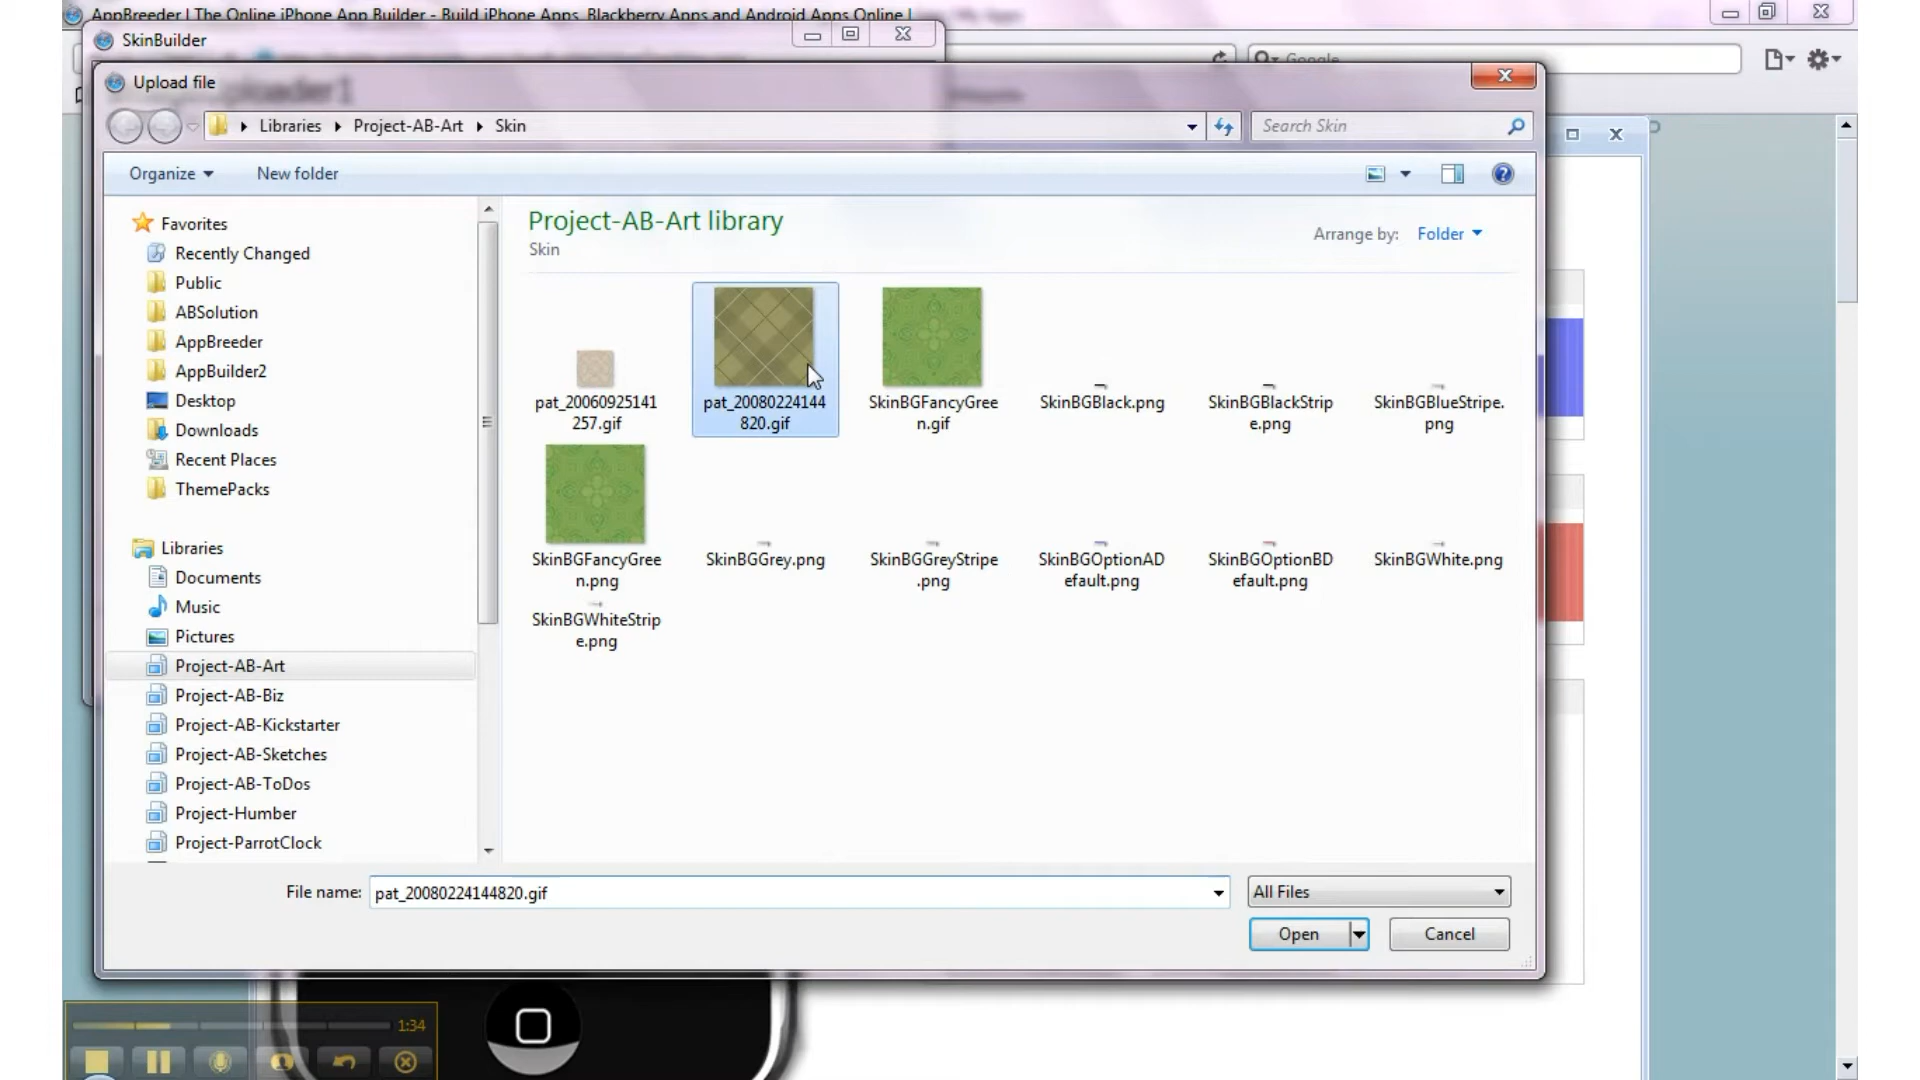 AppBreeder | The Online iPhone App Builder - Build iPhone Apps, Blackberry Apps and Android Apps Online |
SkinBuilder
Google
Upload file
Libraries
Project-AB-Art
Skin
Search Skin
Organize
New folder
Favorites
Recently Changed
Public
ABSolution
AppBreeder
AppBuilder2
Desktop
Downloads
Recent Places
ThemePacks
Libraries
Documents
Music
Pictures
Project-AB-Art
Project-AB-Biz
Project-AB-Kickstarter
Project-AB-Sketches
Project-AB-ToDos
Project-Humber
Project-ParrotClock
Project-AB-Art library
Skin
Arrange by: Folder
pat_20060925141
257.gif
pat_20080224144
820.gif
SkinBGFancyGree
n.gif
SkinBGBlack.png
SkinBGBlackStrip
e.png
SkinBGBlueStripe.
png
SkinBGFancyGree
n.png
SkinBGGrey.png
SkinBGGreyStripe
.png
SkinBGOptionAD
efault.png
SkinBGOptionBD
efault.png
SkinBGWhite.png
SkinBGWhiteStrip
e.png
File name: pat_20080224144820.gif
All Files
Open
Cancel
1:34